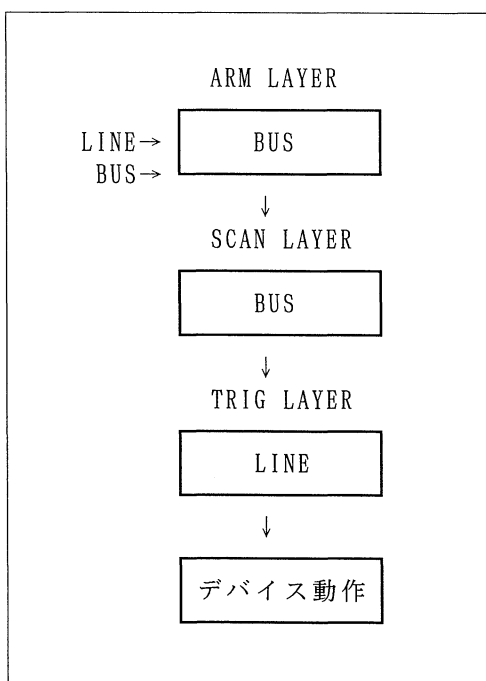 ARM LAYER
LINE→
BUS→
BUS
↓
SCAN LAYER
BUS
↓
TRIG LAYER
LINE
↓
デバイス動作